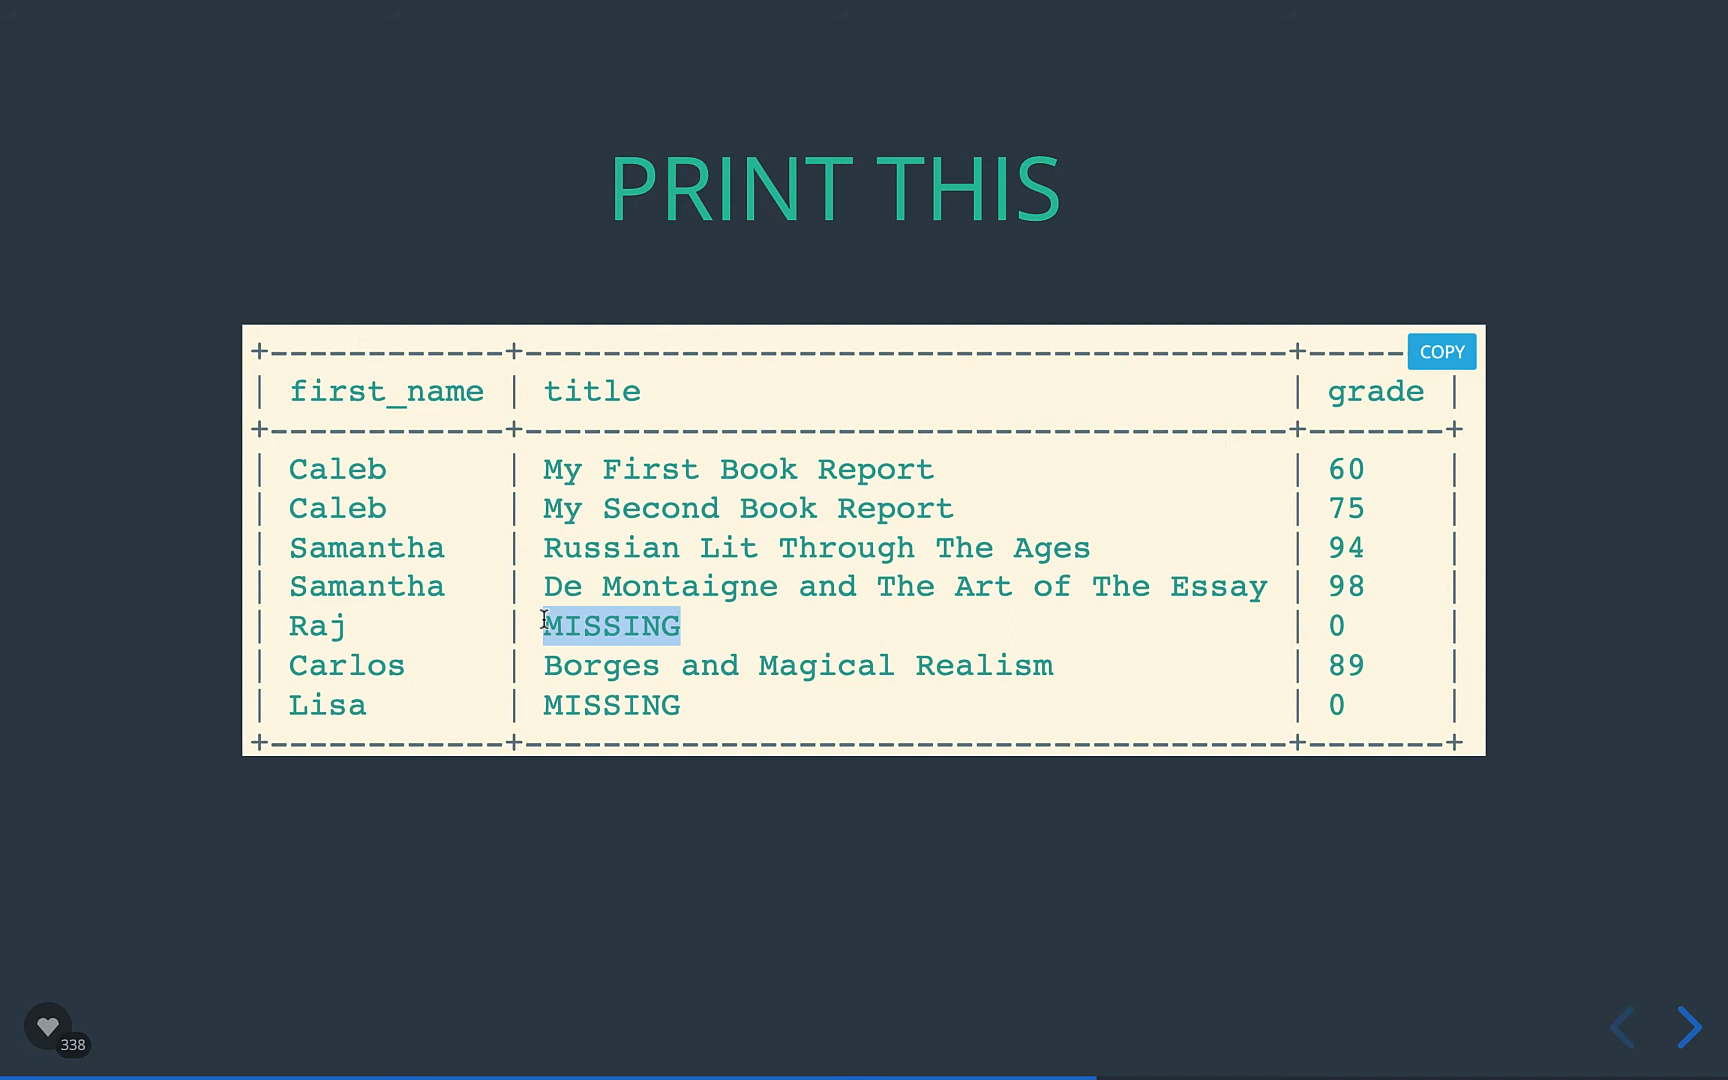 PRINT THIS
+------------+---------------------------------------+------ COPY
| first_name | title                                 | grade |
+------------+---------------------------------------+-------+
| Caleb      | My First Book Report                  | 60    |
| Caleb      | My Second Book Report                 | 75    |
| Samantha   | Russian Lit Through The Ages          | 94    |
| Samantha   | De Montaigne and The Art of The Essay | 98    |
| Raj        | MISSING                               | 0     |
| Carlos     | Borges and Magical Realism            | 89    |
| Lisa       | MISSING                               | 0     |
+------------+---------------------------------------+-------+
338